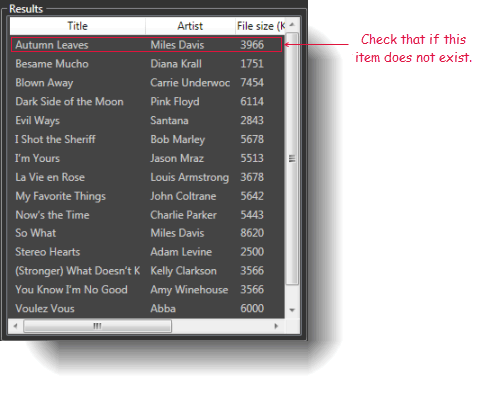 Results
Title Artist File size (K
Autumn Leaves Miles Davis 3966
Besame Mucho Diana Krall 1751
Blown Away Carrie Underwoc 7454
Dark Side of the Moon Pink Floyd 6114
Evil Ways Santana 2843
I Shot the Sheriff Bob Marley 5678
I'm Yours Jason Mraz 5513
La Vie en Rose Louis Armstrong 3678
My Favorite Things John Coltrane 5642
Now's the Time Charlie Parker 5443
So What Miles Davis 8620
Stereo Hearts Adam Levine 2500
(Stronger) What Doesn't K Kelly Clarkson 3566
You Know I'm No Good Amy Winehouse 3566
Voulez Vous Abba 6000
Check that if this
item does not exist.